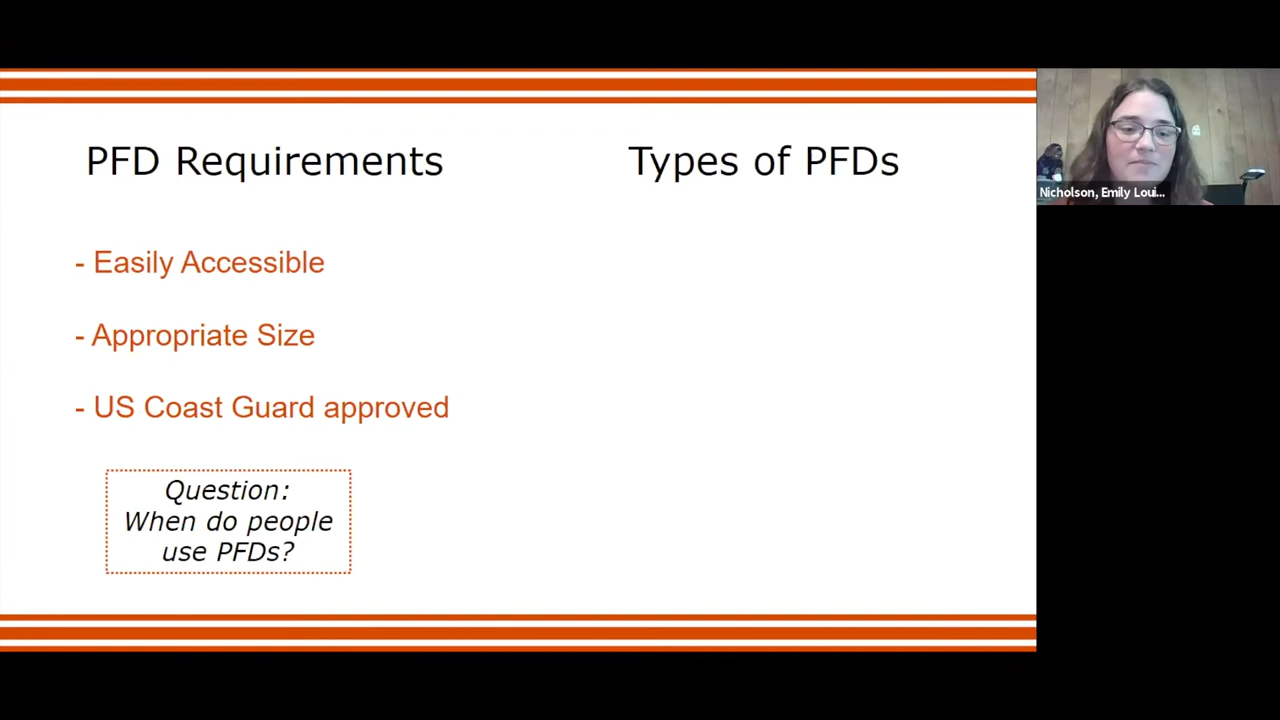 PFD Requirements
Types of PFDs
- Easily Accessible
- Appropriate Size
- US Coast Guard approved
Question:
When do people
use PFDs?
Nicholson, Emily Loui...